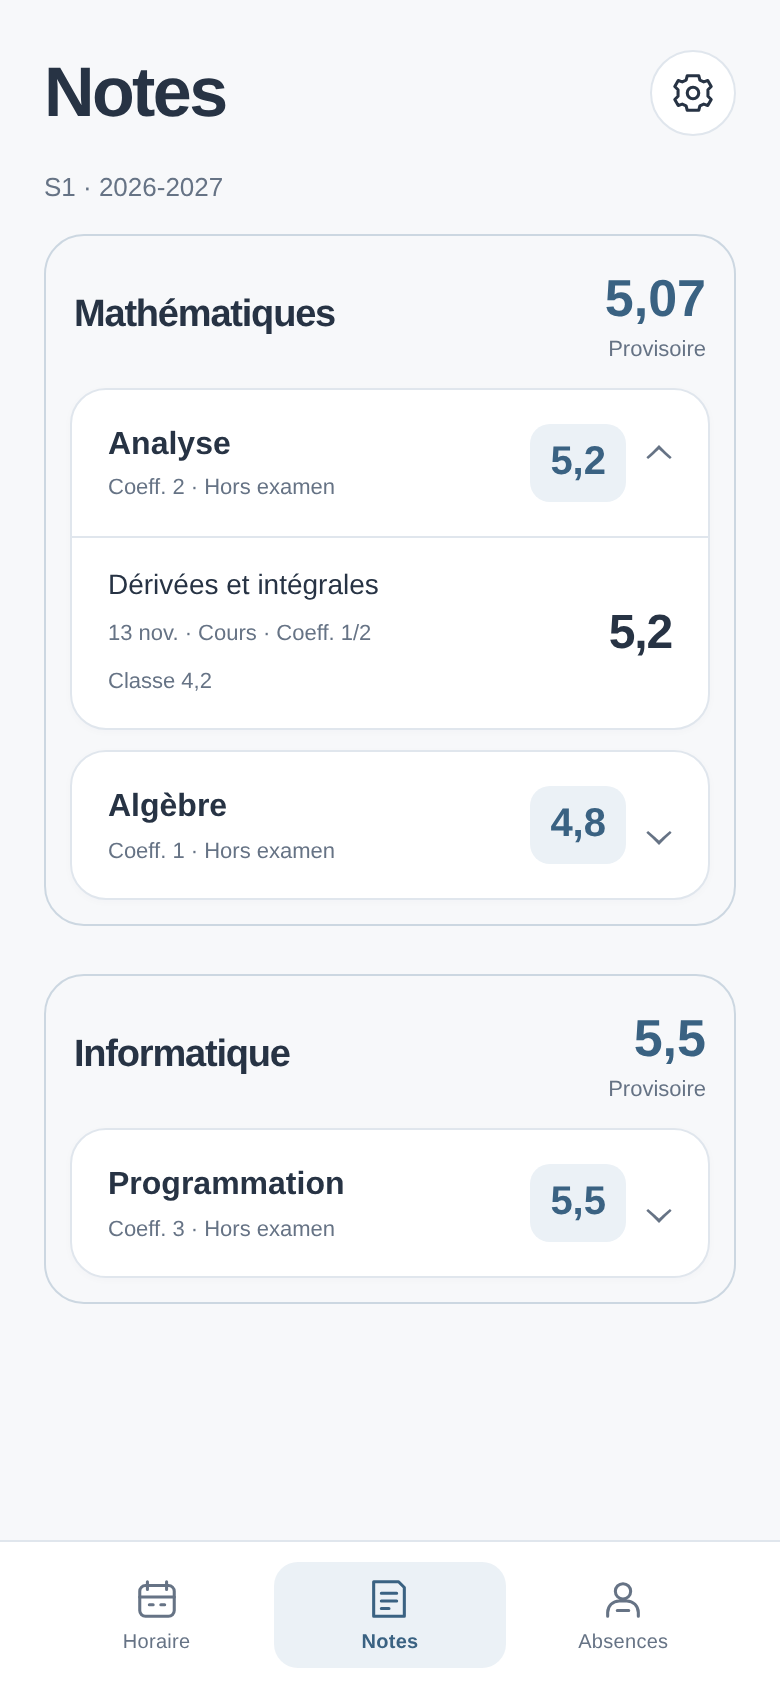 Notes
S1 · 2026-2027
Mathématiques
5,07
Provisoire
Analyse
5,2
Coeff. 2 · Hors examen
Dérivées et intégrales
13 nov. · Cours · Coeff. 1/2
5,2
Classe 4,2
Algèbre
4,8
Coeff. 1 · Hors examen
Informatique
5,5
Provisoire
Programmation
5,5
Coeff. 3 · Hors examen
Horaire
Notes
Absences